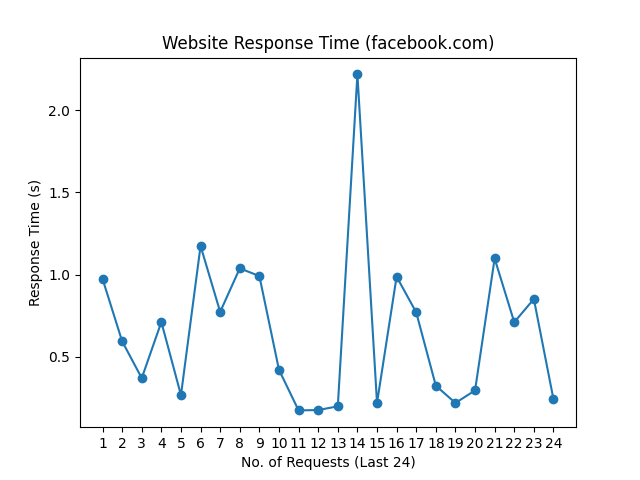 Website Response Time (facebook.com)
2.0
1.5
1.0
0.5
Response Time (s)
1 2 3 4 5 6 7 8 9 10 11 12 13 14 15 16 17 18 19 20 21 22 23 24
No. of Requests (Last 24)